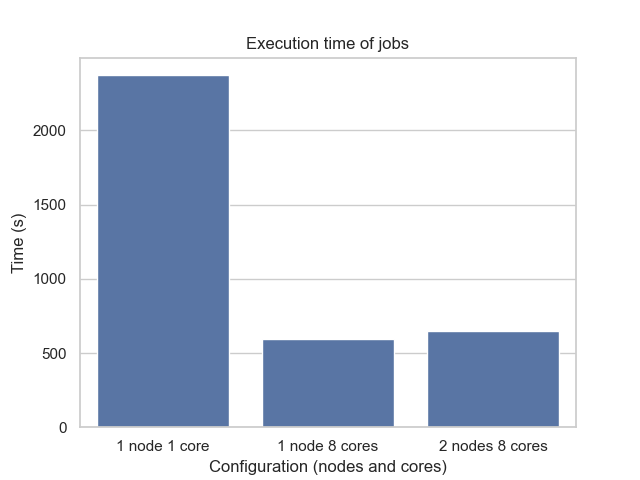 Execution time of jobs
Time (s)
2000
1500
1000
500
0
1 node 1 core
1 node 8 cores
2 nodes 8 cores
Configuration (nodes and cores)